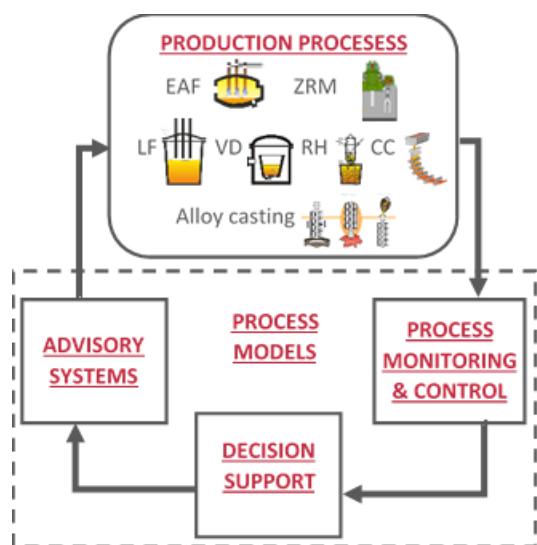 PRODUCTION PROCESESS
EAF ZRM
LF VD RH CC
Alloy casting
ADVISORY
SYSTEMS
PROCESS
MODELS
PROCESS
MONITORING
& CONTROL
DECISION
SUPPORT